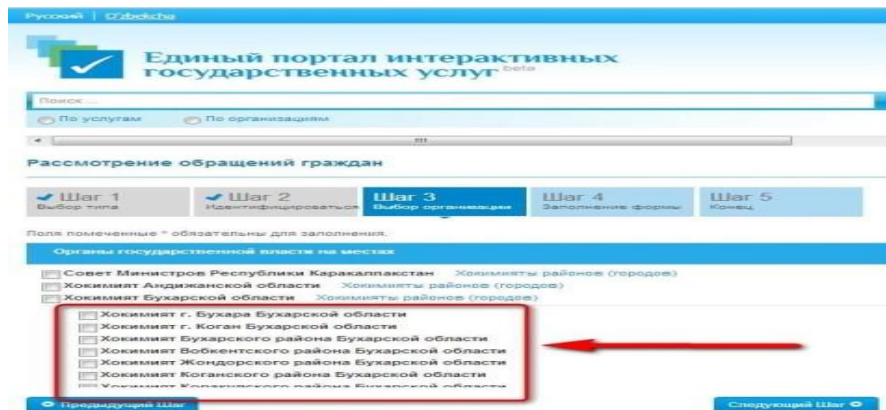 Русский | O'zbekcha
Единый портал интерактивных
государственных услуг beta
Поиск ...
По услугам По организациям
Рассмотрение обращений граждан
Шаг 1 Шаг 2 Шаг 3 Шаг 4 Шаг 5
Выбор типа Идентифицироваться Выбор организации Заполнение формы Конец
Поля помеченные * обязательны для заполнения.
Органы государственной власти на местах
Совет Министров Республики Каракалпакстан Хокимияты районов (городов)
Хокимият Андижанской области Хокимияты районов (городов)
Хокимият Бухарской области Хокимияты районов (городов)
Хокимият г. Бухара Бухарской области
Хокимият г. Коган Бухарской области
Хокимият Бухарского района Бухарской области
Хокимият Вобкентского района Бухарской области
Хокимият Жондорского района Бухарской области
Хокимият Коганского района Бухарской области
Хокимият Каракулского района Бухарской области
Предыдущий Шаг Следующий Шаг